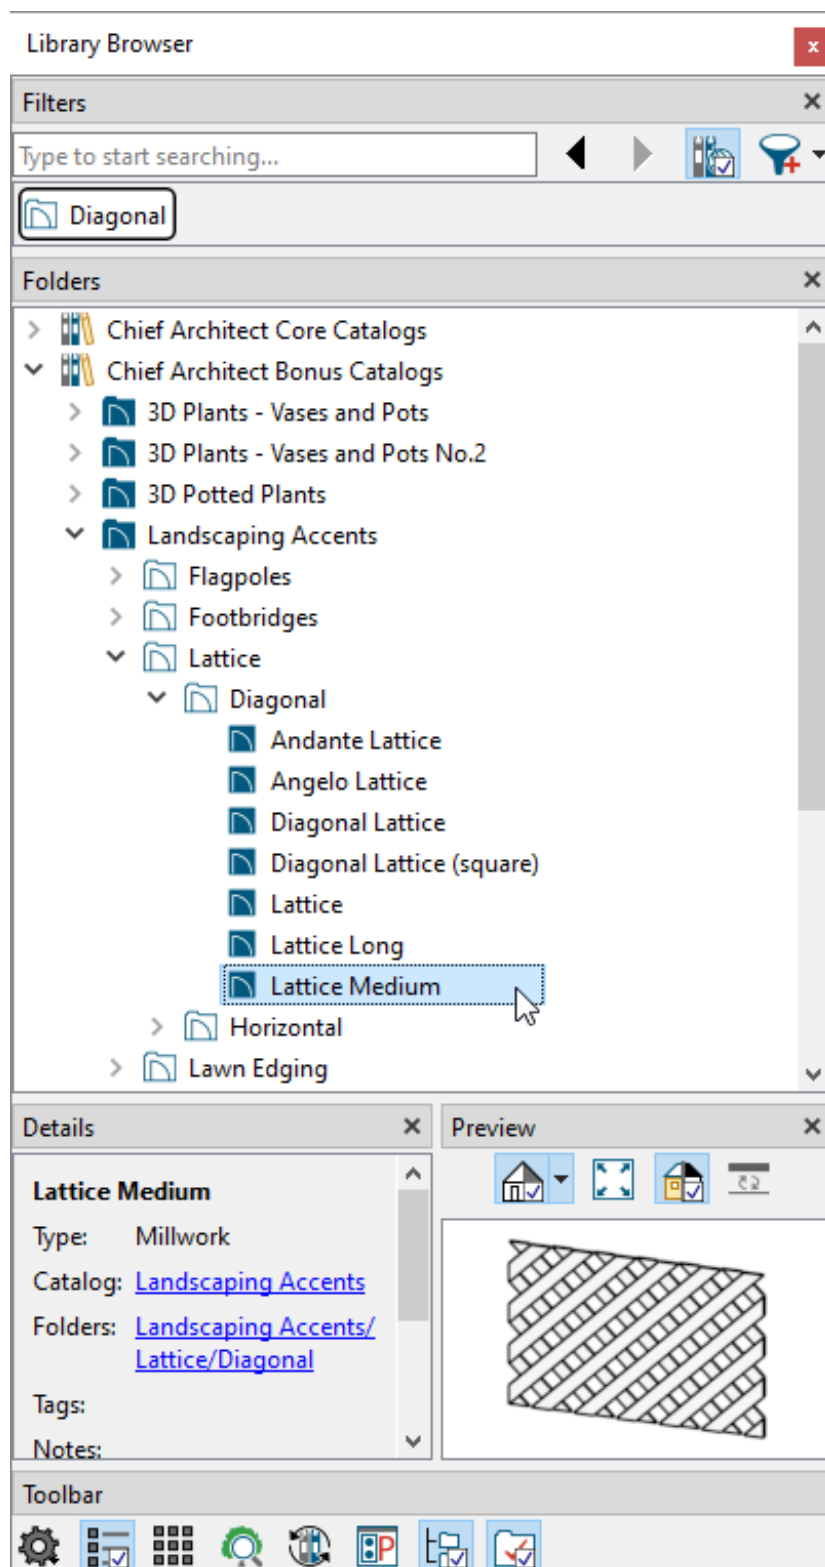 Library Browser
x
Filters
Type to start searching...
Diagonal
Folders
Chief Architect Core Catalogs
Chief Architect Bonus Catalogs
3D Plants - Vases and Pots
3D Plants - Vases and Pots No.2
3D Potted Plants
Landscaping Accents
Flagpoles
Footbridges
Lattice
Diagonal
Andante Lattice
Angelo Lattice
Diagonal Lattice
Diagonal Lattice (square)
Lattice
Lattice Long
Lattice Medium
Horizontal
Lawn Edging
Details
Lattice Medium
Type: Millwork
Catalog: Landscaping Accents
Folders: Landscaping Accents/
Lattice/Diagonal
Tags:
Notes:
Preview
Toolbar
P